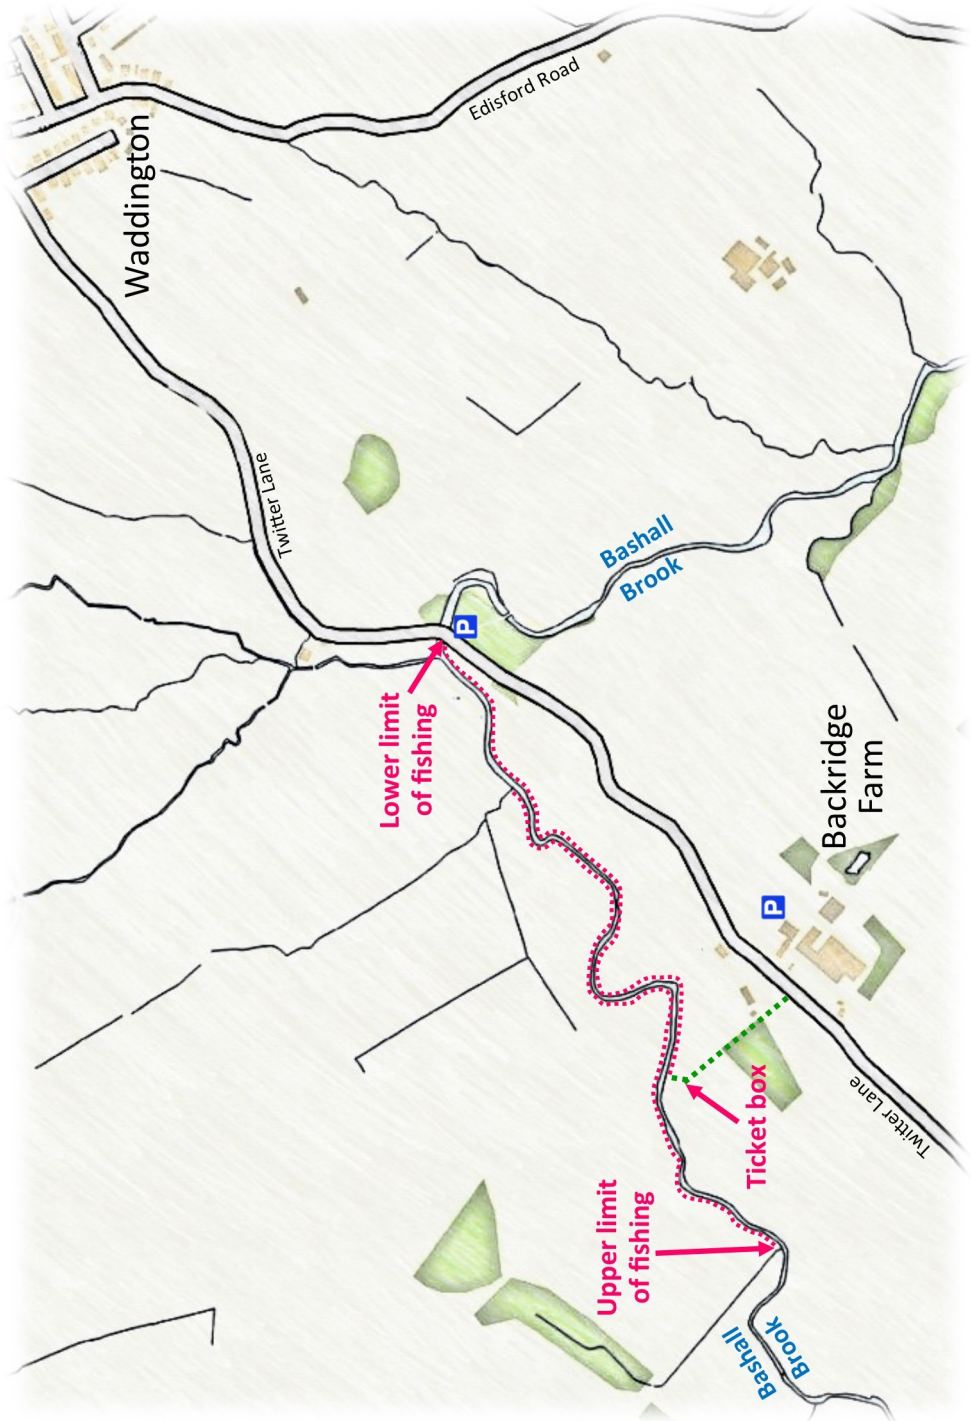 Waddington
Twitter Lane
Lower limit
of fishing
P
Edisford Road
Upper limit
of fishing
Bashall
Brook
Bashall
Brook
Ticket box
P
Backridge
Farm
Twitter Lane